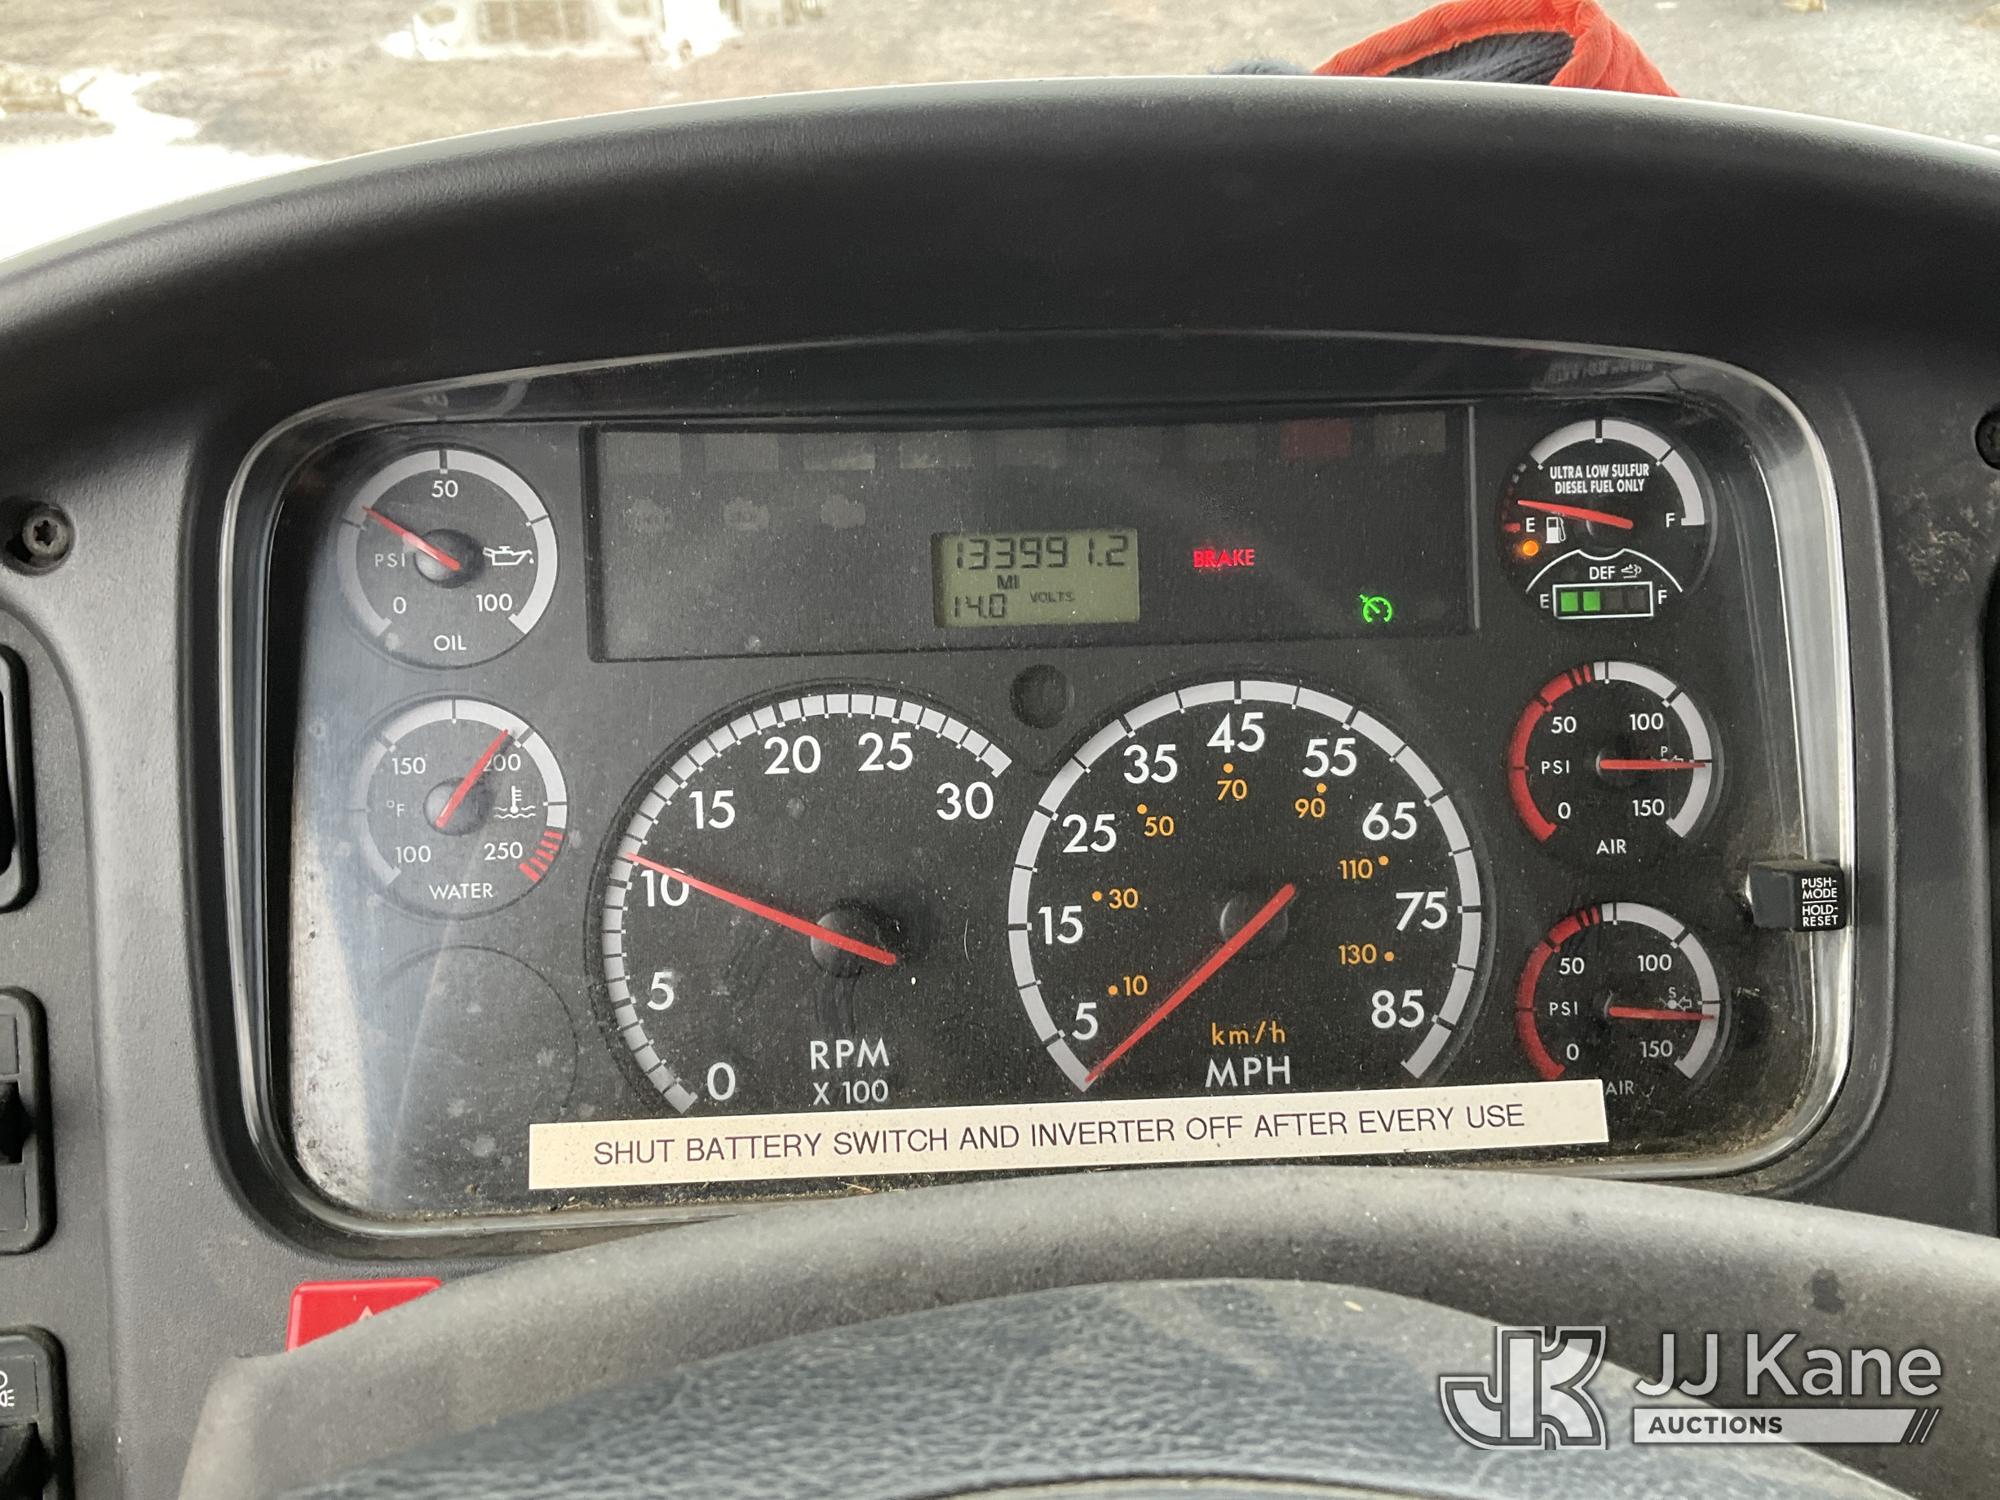 50
PSI
0
100
OIL
133991.2
MI
14.0 VOLTS
BRAKE
ULTRA LOW SULFUR
DIESEL FUEL ONLY
E
F
DEF
E
F
150
200
°F
100
250
WATER
0
5
10
15
20
25
30
RPM
X 100
5
15
25
35
45
55
65
75
85
10
30
50
70
90
110
130
km/h
MPH
50
100
P
PSI
0
150
AIR
50
100
S
PSI
0
150
AIR
PUSH-
MODE
HOLD-
RESET
SHUT BATTERY SWITCH AND INVERTER OFF AFTER EVERY USE
JK
JJ Kane
AUCTIONS